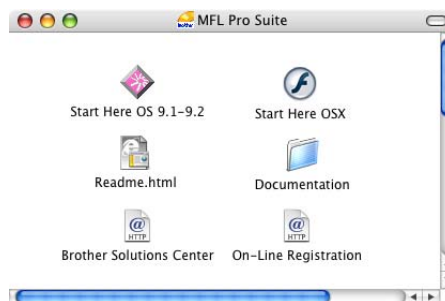 MFL Pro Suite
Start Here OS 9.1-9.2
Start Here OSX
Readme.html
Documentation
HTTP
HTTP
Brother Solutions Center
On-Line Registration